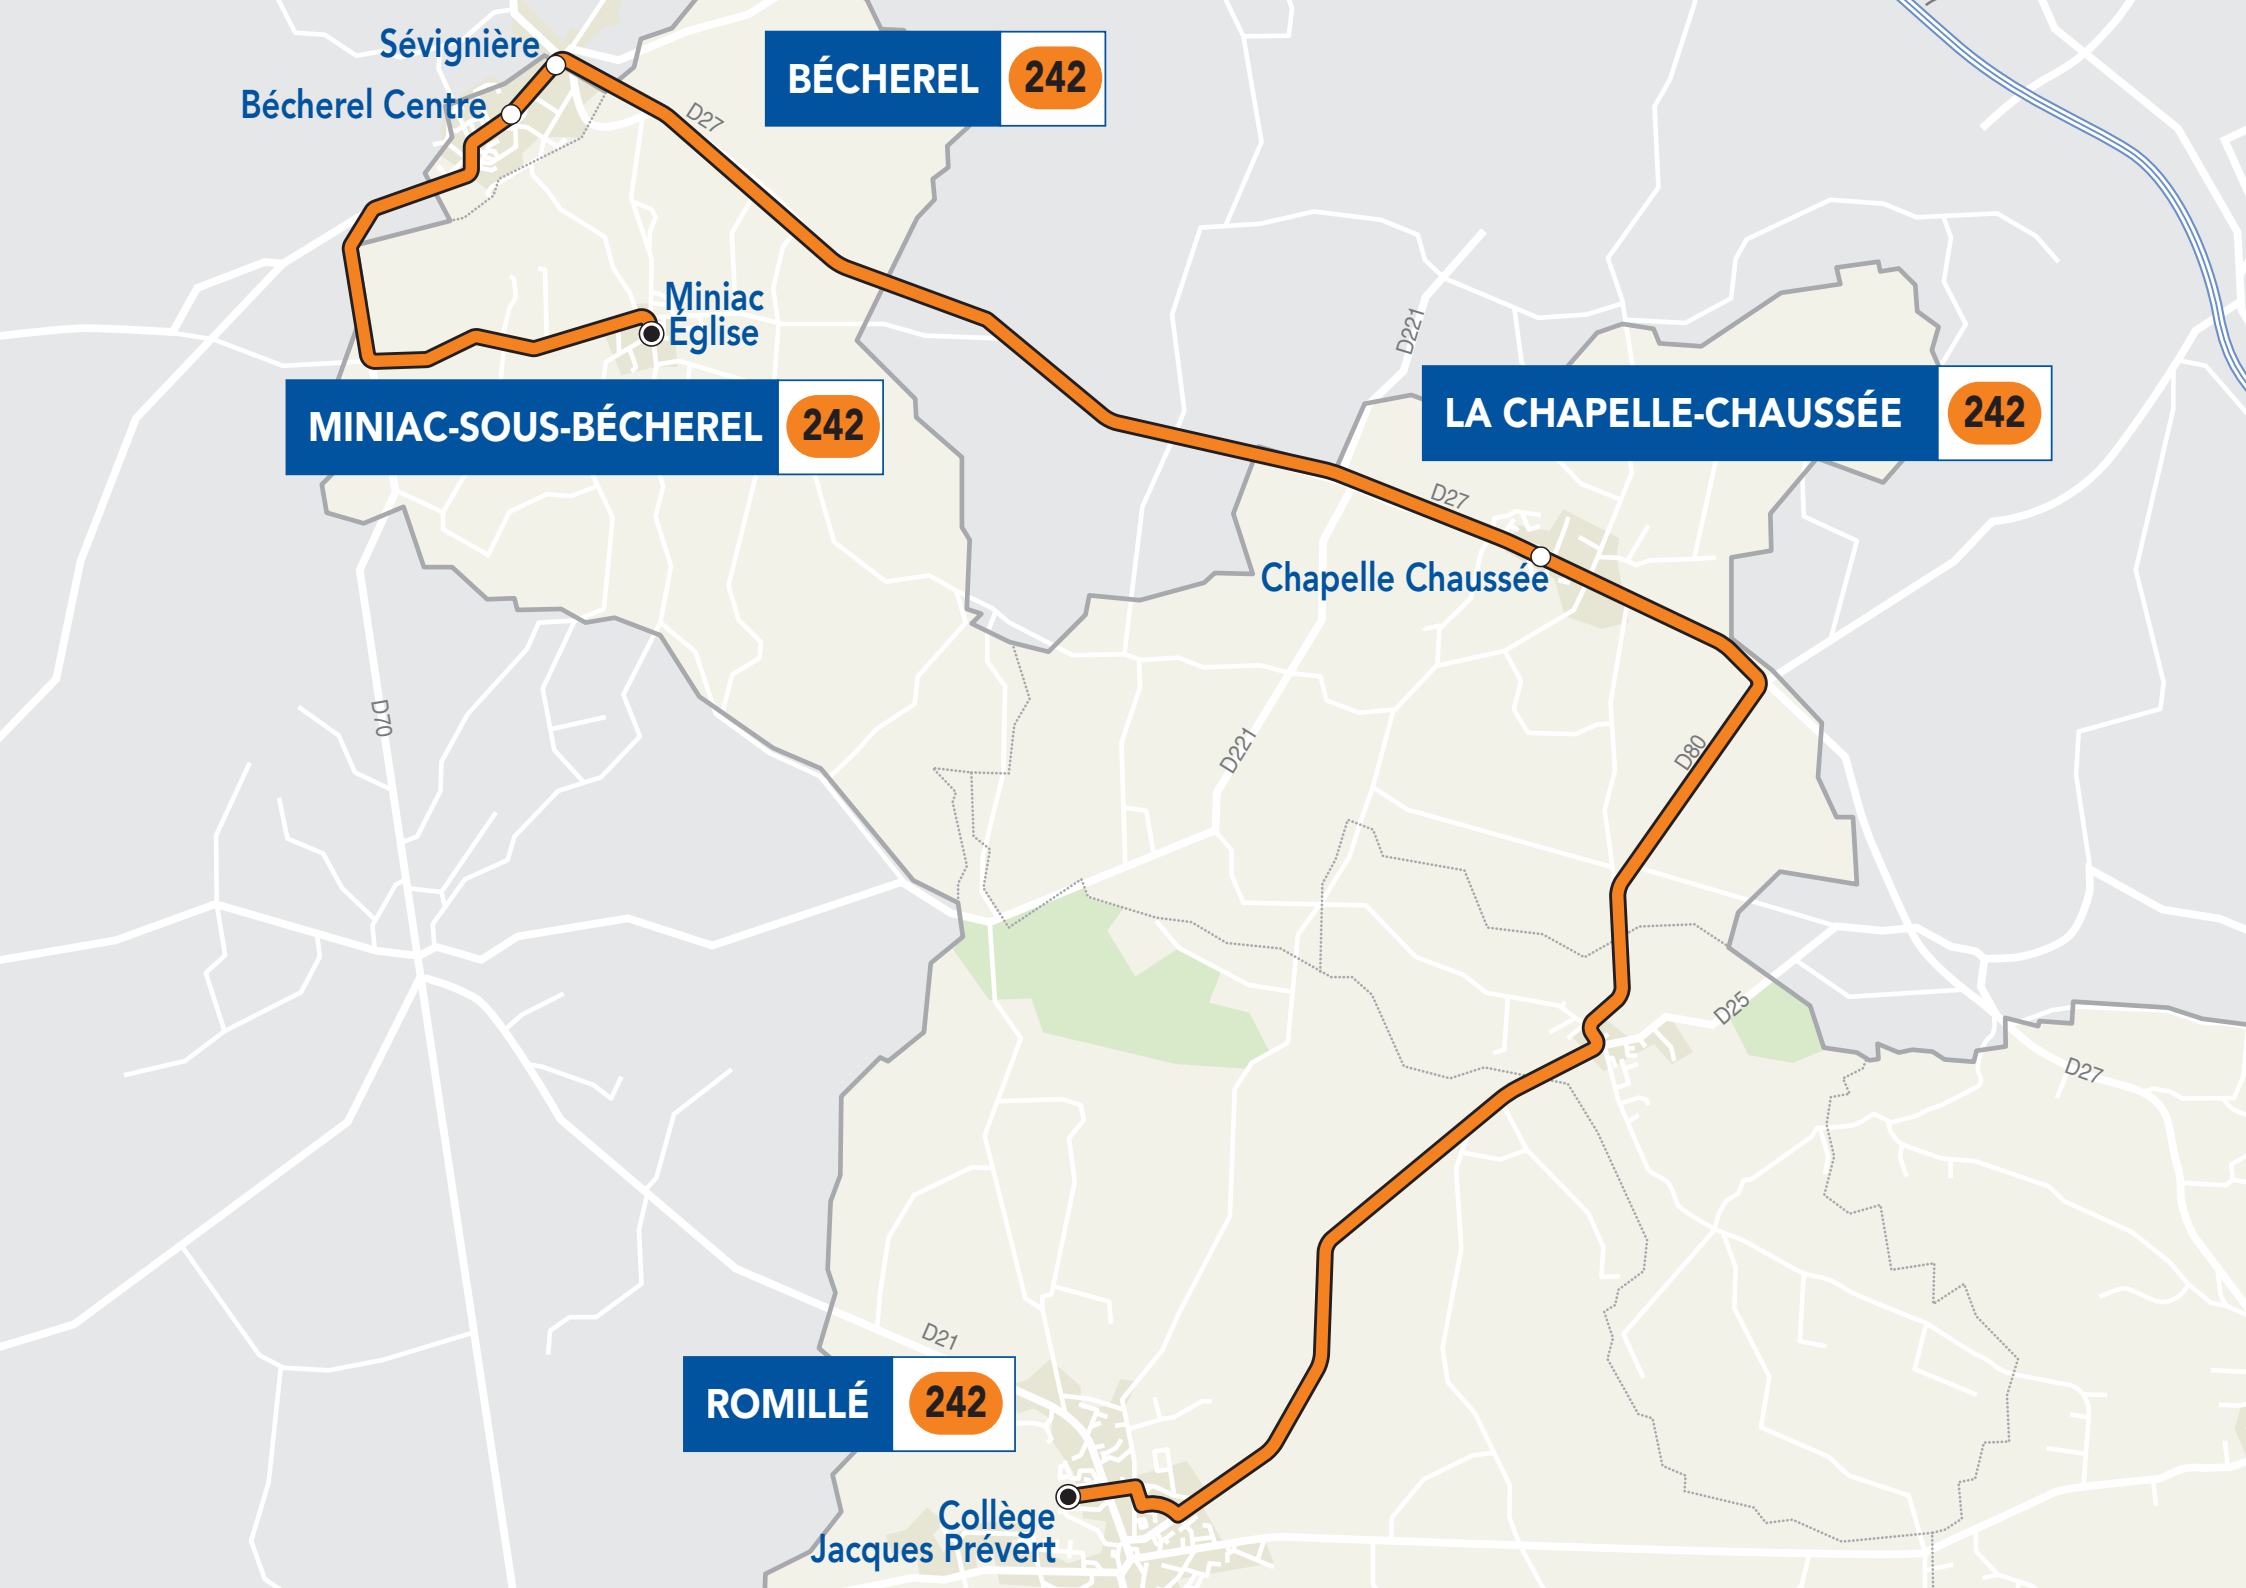 Sévignière
BÉCHEREL 242
Bécherel Centre
D27
Miniac
Église
D221
MINIAC-SOUS-BÉCHEREL 242
LA CHAPELLE-CHAUSSÉE 242
D27
Chapelle Chaussée
D70
D221
D80
D25
D27
D21
ROMILLÉ 242
Collège
Jacques Prévert